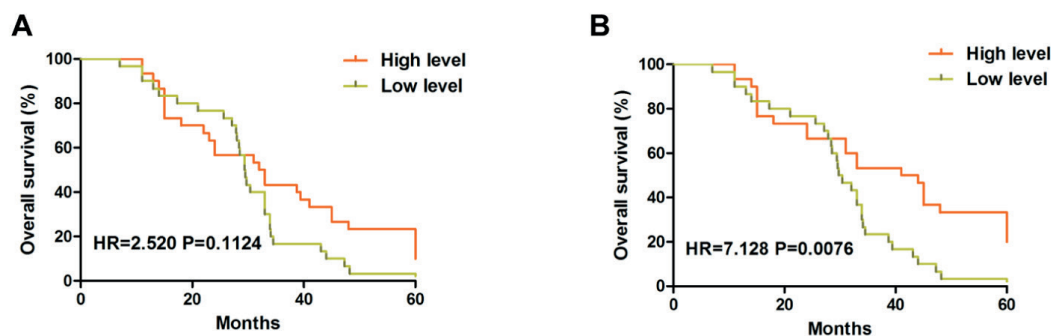 A
High level
Low level
Overall survival (%)
100
80
60
40
20
0
HR=2.520 P=0.1124
0 20 40 60
Months
B
High level
Low level
Overall survival (%)
100
80
60
40
20
0
HR=7.128 P=0.0076
0 20 40 60
Months